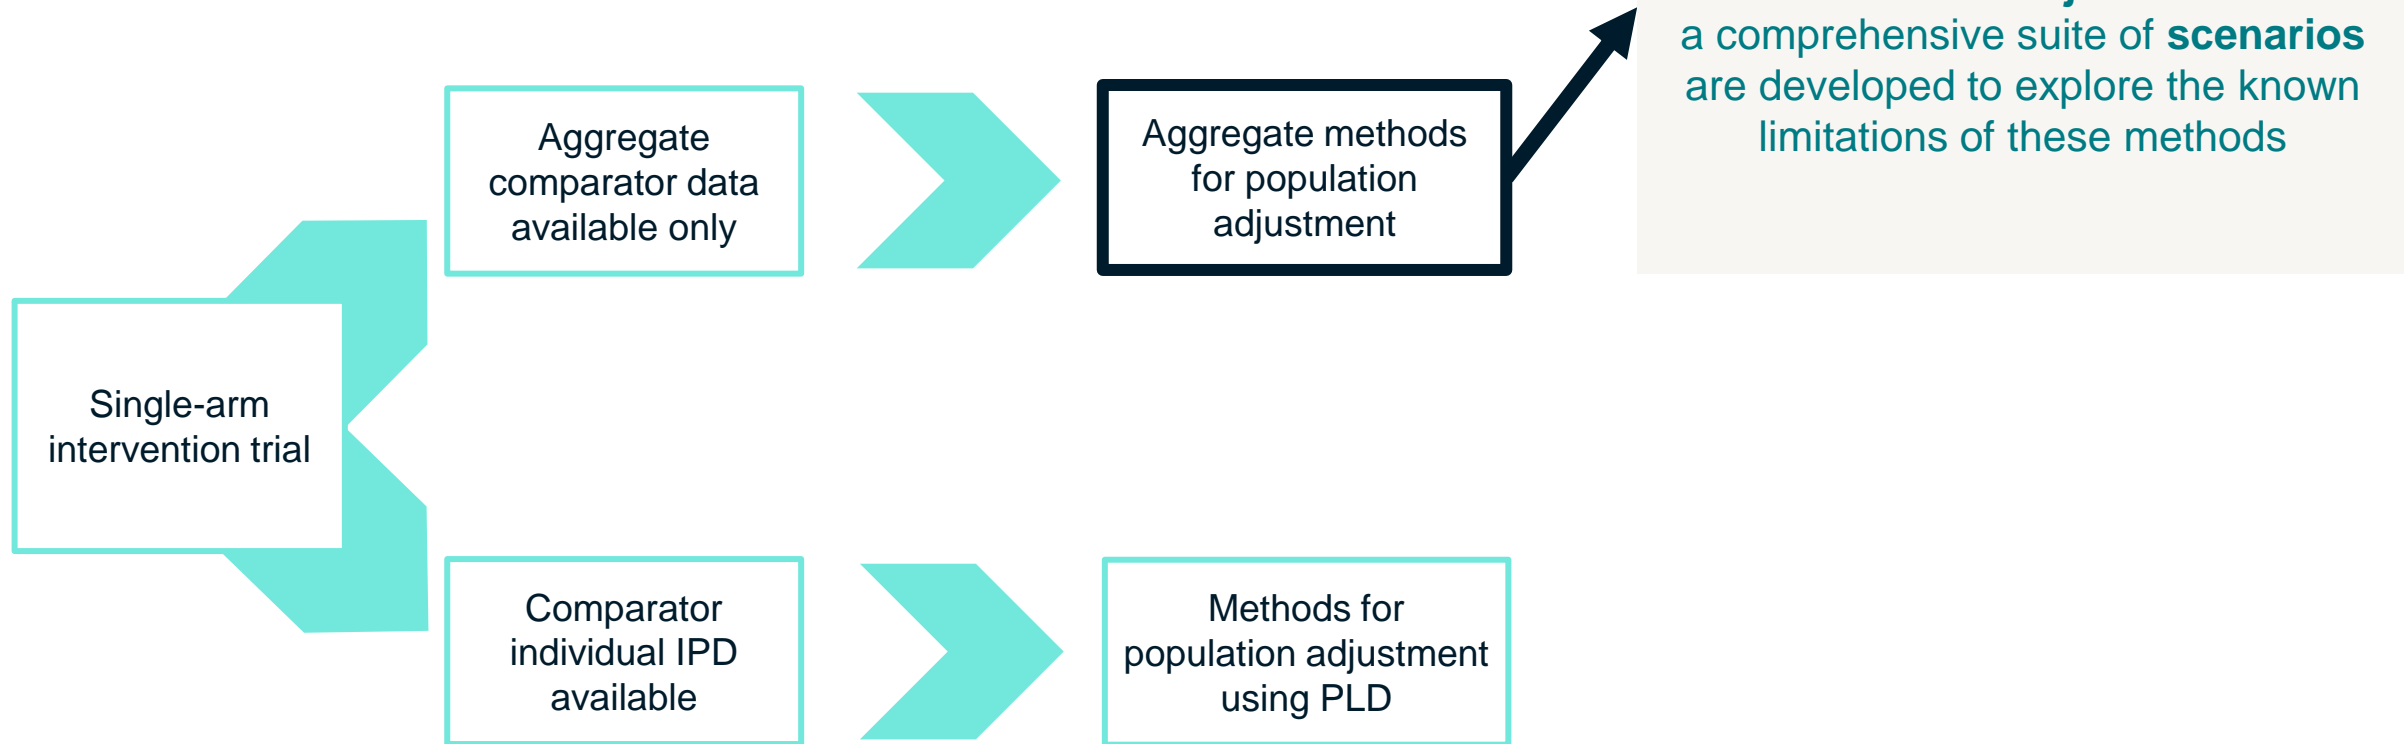 a comprehensive suite of scenarios
are developed to explore the known
limitations of these methods
Aggregate
comparator data
available only
Aggregate methods
for population
adjustment
Single-arm
intervention trial
Comparator
individual IPD
available
Methods for
population adjustment
using PLD